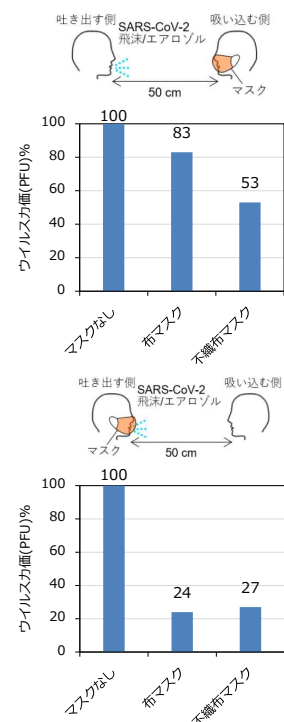 吐き出す側
SARS-CoV-2
飛沫/エアロゾル
吸い込む側
50 cm
マスク
ウイルス力価(PFU)%
100
80
60
40
20
0
100
83
53
マスクなし
布マスク
不織布マスク
吐き出す側
SARS-CoV-2
飛沫/エアロゾル
吸い込む側
マスク
50 cm
ウイルス力価(PFU)%
100
80
60
40
20
0
100
24
27
マスクなし
布マスク
不織布マスク